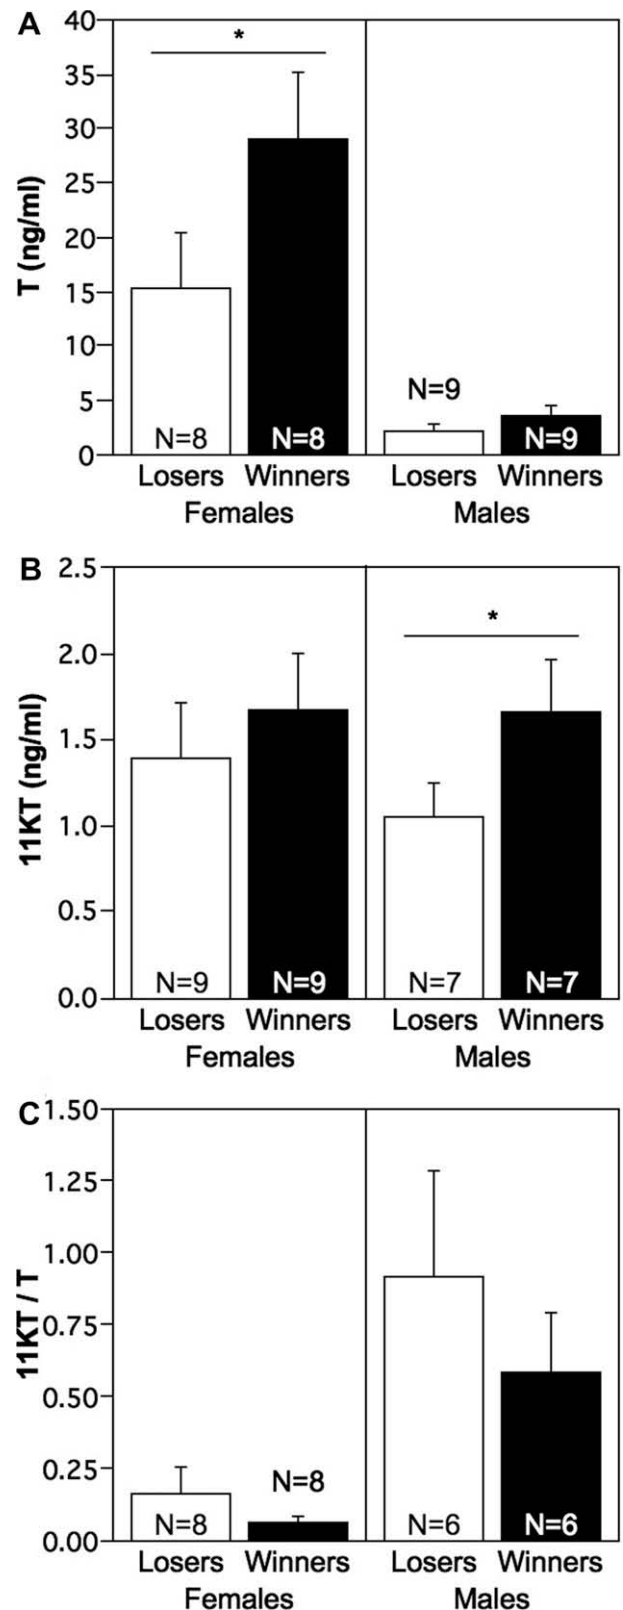 A
40
*
35
30
25
20
15
10
5
0
T (ng/ml)
N=8
N=8
N=9
N=9
Losers Winners Losers Winners
Females Males
B
2.5
*
2.0
1.5
1.0
0.5
0.0
11KT (ng/ml)
N=9 N=9 N=7 N=7
Losers Winners Losers Winners
Females Males
C
1.50
1.25
1.00
0.75
0.50
0.25
0.00
11KT / T
N=8
N=8
N=6
N=6
Losers Winners Losers Winners
Females Males